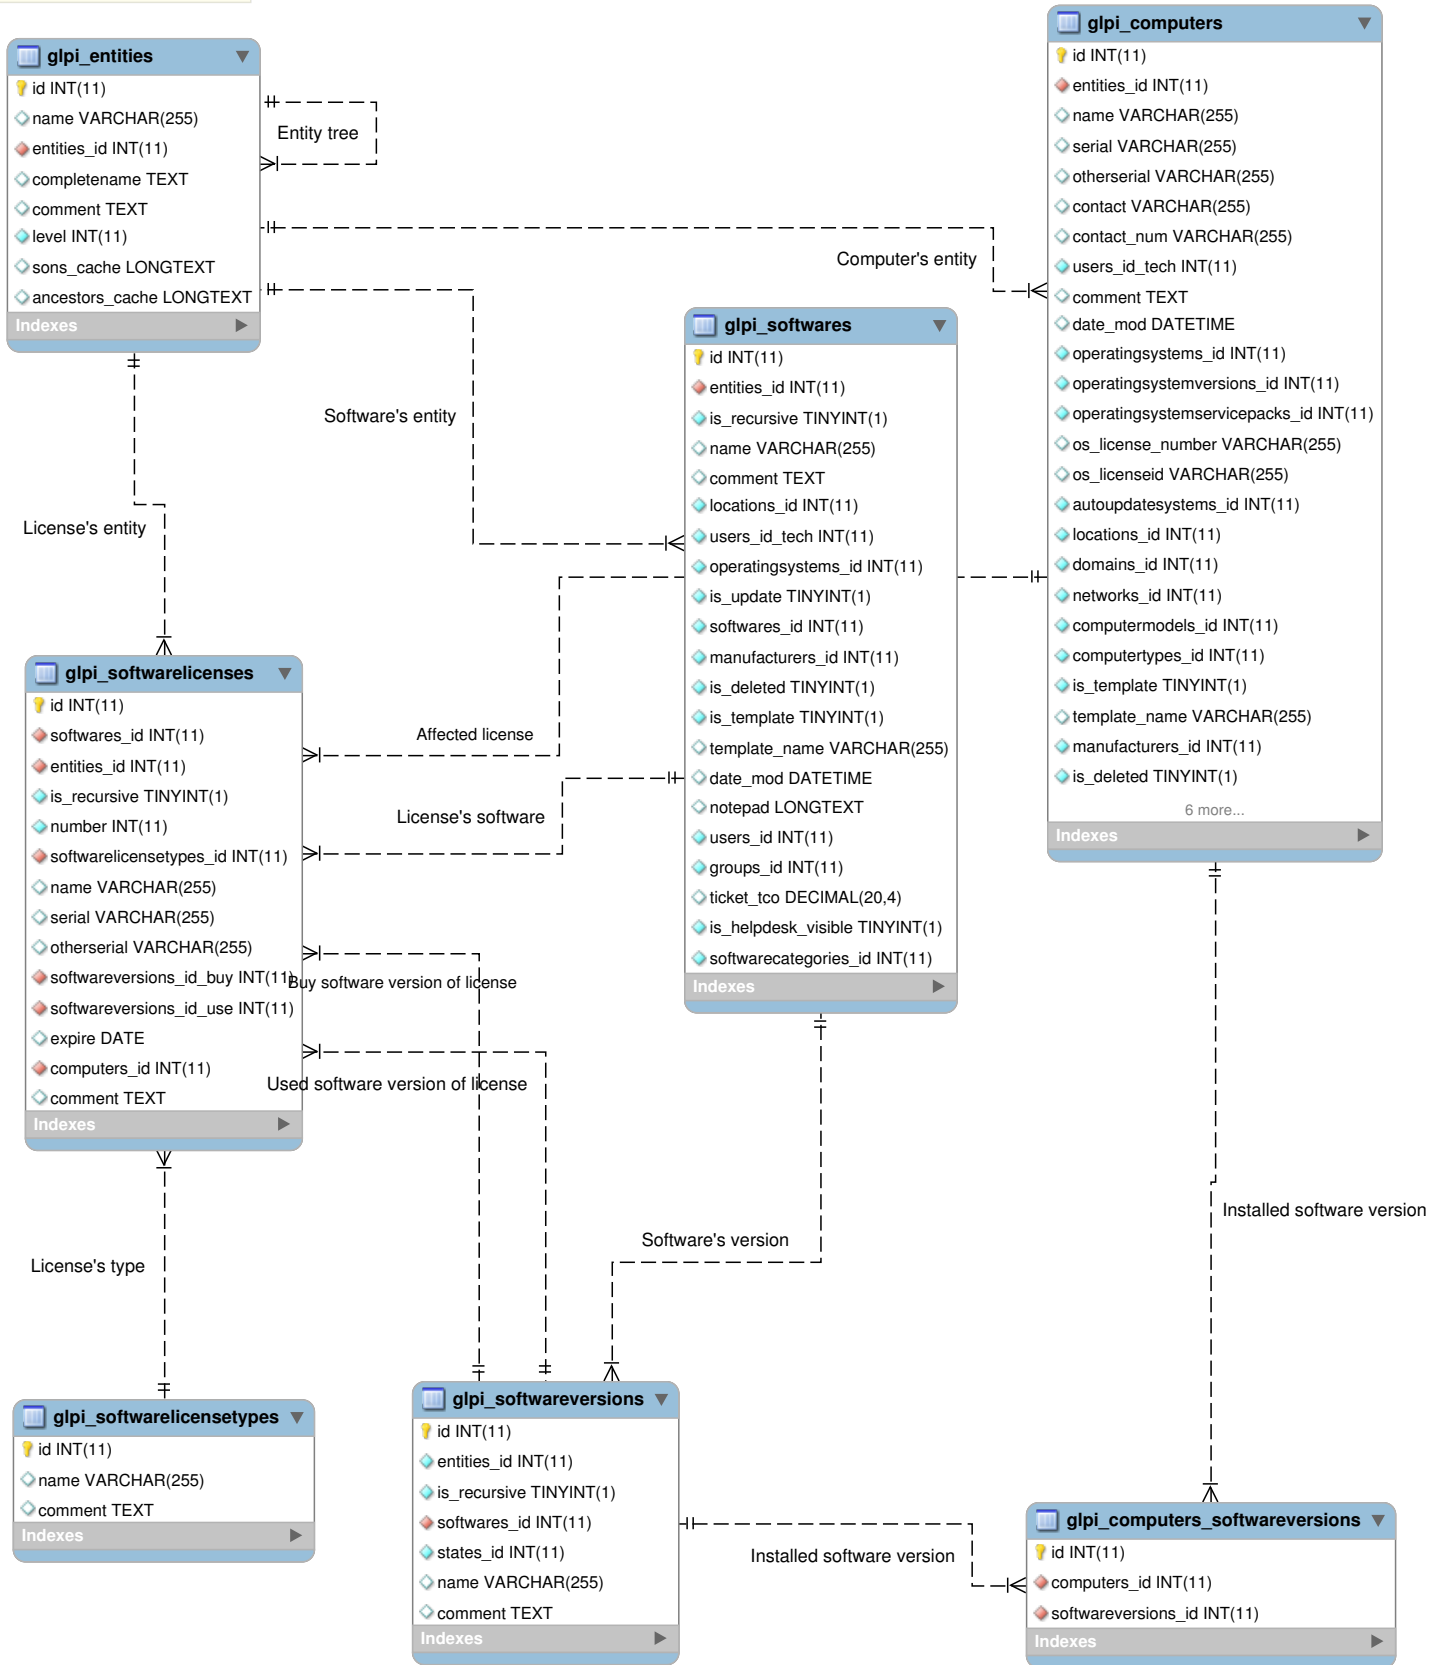 glpi_entities
id INT(11)
name VARCHAR(255)
entities_id INT(11)
completename TEXT
comment TEXT
level INT(11)
sons_cache LONGTEXT
ancestors_cache LONGTEXT
Indexes
Entity tree
Computer's entity
Software's entity
License's entity
glpi_computers
id INT(11)
entities_id INT(11)
name VARCHAR(255)
serial VARCHAR(255)
otherserial VARCHAR(255)
contact VARCHAR(255)
contact_num VARCHAR(255)
users_id_tech INT(11)
comment TEXT
date_mod DATETIME
operatingsystems_id INT(11)
operatingsystemversions_id INT(11)
operatingsystemservicepacks_id INT(11)
os_license_number VARCHAR(255)
os_licenseid VARCHAR(255)
autoupdatesystems_id INT(11)
locations_id INT(11)
domains_id INT(11)
networks_id INT(11)
computermodels_id INT(11)
computertypes_id INT(11)
is_template TINYINT(1)
template_name VARCHAR(255)
manufacturers_id INT(11)
is_deleted TINYINT(1)
6 more...
Indexes
glpi_softwares
id INT(11)
entities_id INT(11)
is_recursive TINYINT(1)
name VARCHAR(255)
comment TEXT
locations_id INT(11)
users_id_tech INT(11)
operatingsystems_id INT(11)
is_update TINYINT(1)
softwares_id INT(11)
manufacturers_id INT(11)
is_deleted TINYINT(1)
is_template TINYINT(1)
template_name VARCHAR(255)
date_mod DATETIME
notepad LONGTEXT
users_id INT(11)
groups_id INT(11)
ticket_tco DECIMAL(20,4)
is_helpdesk_visible TINYINT(1)
softwarecategories_id INT(11)
Indexes
glpi_softwarelicenses
id INT(11)
softwares_id INT(11)
entities_id INT(11)
is_recursive TINYINT(1)
number INT(11)
softwarelicensetypes_id INT(11)
name VARCHAR(255)
serial VARCHAR(255)
otherserial VARCHAR(255)
softwareversions_id_buy INT(11)
softwareversions_id_use INT(11)
expire DATE
computers_id INT(11)
comment TEXT
Indexes
Affected license
License's software
Buy software version of license
Used software version of license
Software's version
Installed software version
License's type
glpi_softwarelicensetypes
id INT(11)
name VARCHAR(255)
comment TEXT
Indexes
glpi_softwareversions
id INT(11)
entities_id INT(11)
is_recursive TINYINT(1)
softwares_id INT(11)
states_id INT(11)
name VARCHAR(255)
comment TEXT
Indexes
Installed software version
glpi_computers_softwareversions
id INT(11)
computers_id INT(11)
softwareversions_id INT(11)
Indexes